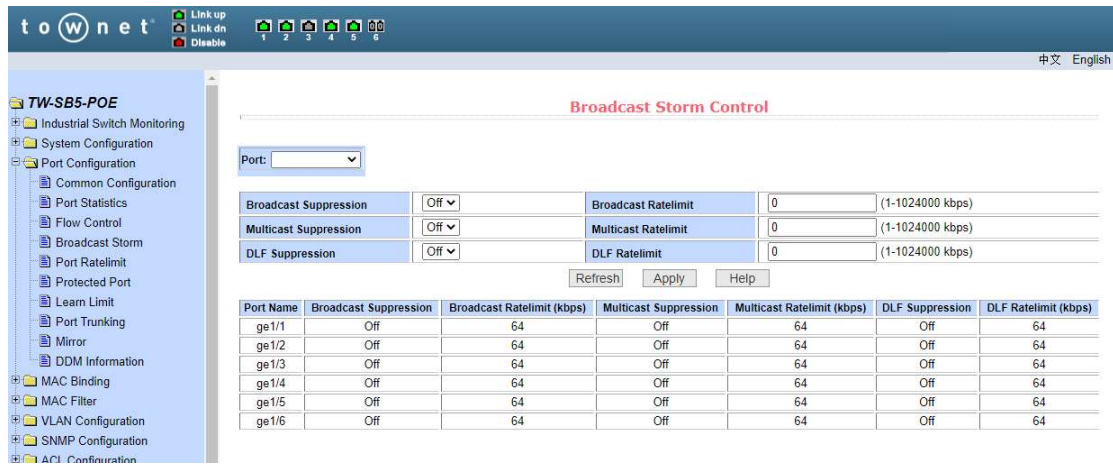 townet
Link up
Link dn
Disable
1 2 3 4 5 6
中文 English
TW-SB5-POE
Industrial Switch Monitoring
System Configuration
Port Configuration
Common Configuration
Port Statistics
Flow Control
Broadcast Storm
Port Ratelimit
Protected Port
Learn Limit
Port Trunking
Mirror
DDM Information
MAC Binding
MAC Filter
VLAN Configuration
SNMP Configuration
ACL Configuration
Broadcast Storm Control
Port:
Broadcast Suppression Off Broadcast Ratelimit 0 (1-1024000 kbps)
Multicast Suppression Off Multicast Ratelimit 0 (1-1024000 kbps)
DLF Suppression Off DLF Ratelimit 0 (1-1024000 kbps)
Refresh Apply Help
Port Name Broadcast Suppression Broadcast Ratelimit (kbps) Multicast Suppression Multicast Ratelimit (kbps) DLF Suppression DLF Ratelimit (kbps)
ge1/1 Off 64 Off 64 Off 64
ge1/2 Off 64 Off 64 Off 64
ge1/3 Off 64 Off 64 Off 64
ge1/4 Off 64 Off 64 Off 64
ge1/5 Off 64 Off 64 Off 64
ge1/6 Off 64 Off 64 Off 64